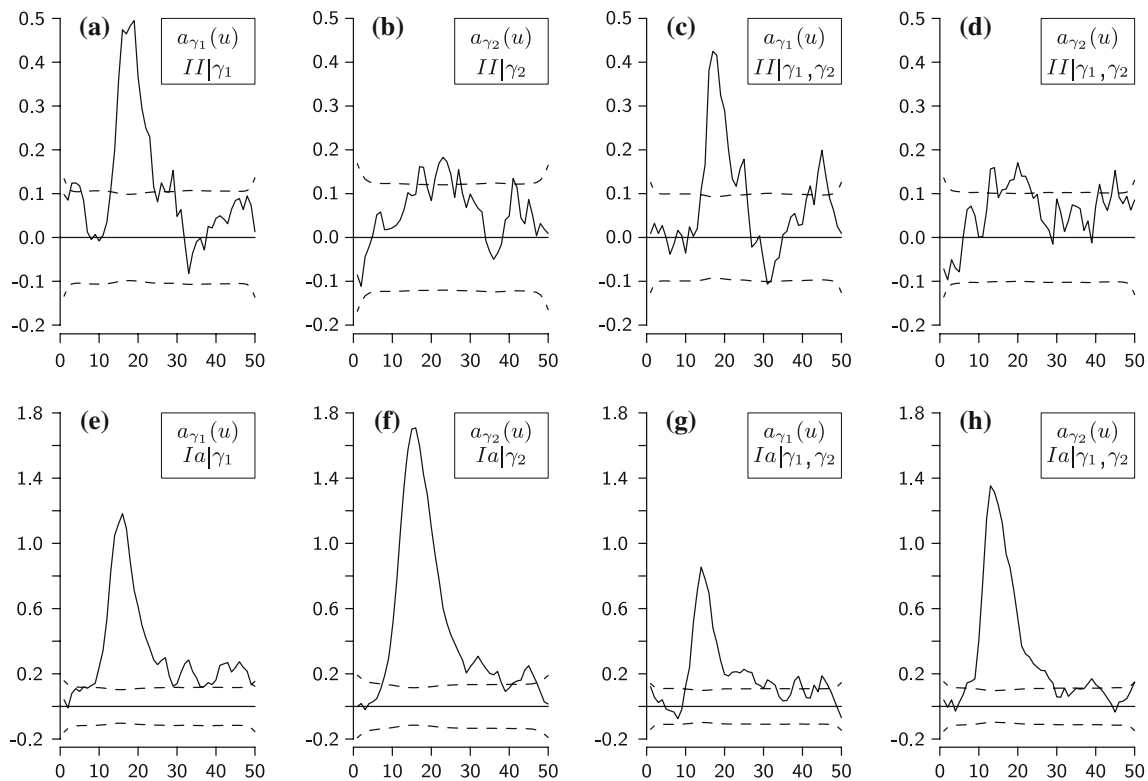 (a) (b) (c) (d)
a_{γ1}(u) a_{γ2}(u) a_{γ1}(u) a_{γ2}(u)
II|γ1 II|γ2 II|γ1, γ2 II|γ1, γ2
0.5 0.5 0.5 0.5
0.4 0.4 0.4 0.4
0.3 0.3 0.3 0.3
0.2 0.2 0.2 0.2
0.1 0.1 0.1 0.1
0.0 0.0 0.0 0.0
-0.1 -0.1 -0.1 -0.1
-0.2 -0.2 -0.2 -0.2
0 10 20 30 40 50 0 10 20 30 40 50 0 10 20 30 40 50 0 10 20 30 40 50
(e) (f) (g) (h)
a_{γ1}(u) a_{γ2}(u) a_{γ1}(u) a_{γ2}(u)
Ia|γ1 Ia|γ2 Ia|γ1, γ2 Ia|γ1, γ2
1.8 1.8 1.8 1.8
1.4 1.4 1.4 1.4
1.0 1.0 1.0 1.0
0.6 0.6 0.6 0.6
0.2 0.2 0.2 0.2
-0.2 -0.2 -0.2 -0.2
0 10 20 30 40 50 0 10 20 30 40 50 0 10 20 30 40 50 0 10 20 30 40 50